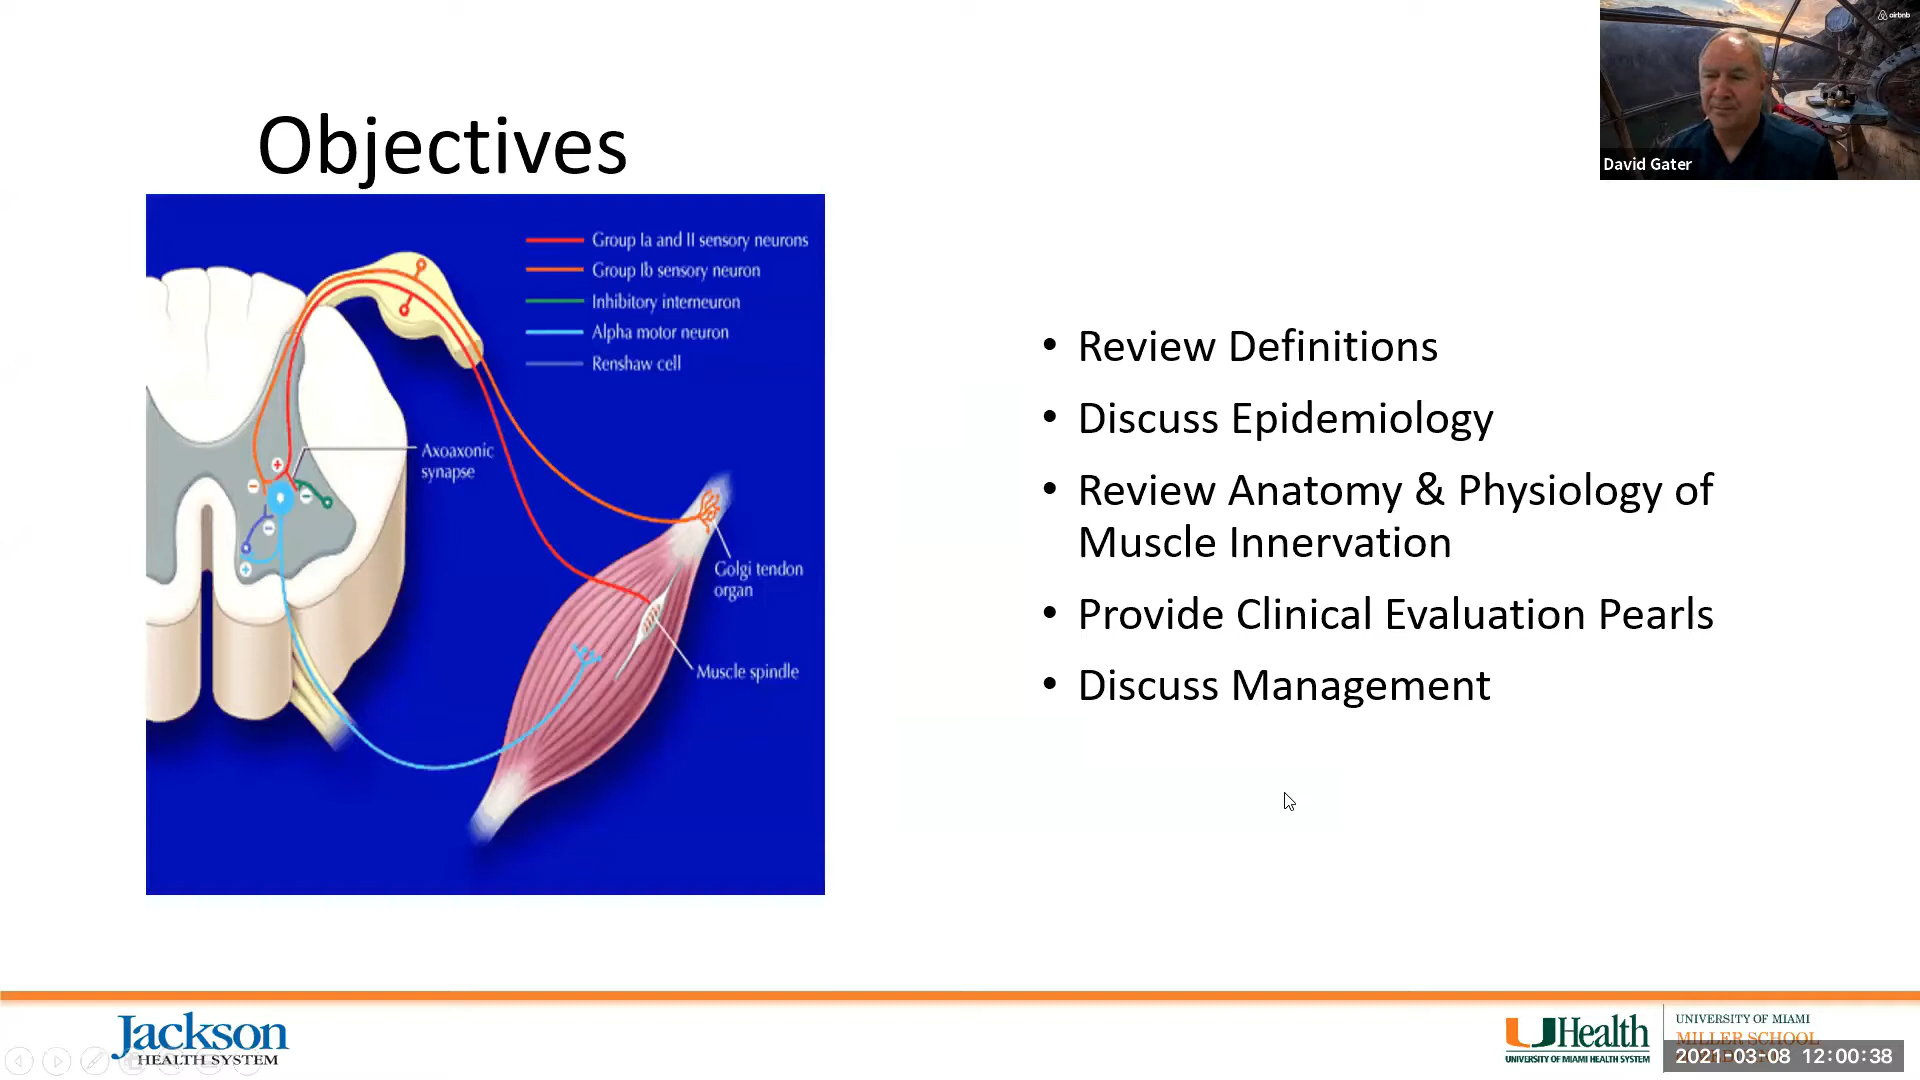 airbnb
David Gater
Objectives
Group Ia and II sensory neurons
Group Ib sensory neuron
Inhibitory interneuron
Alpha motor neuron
Renshaw cell
Axoaxonic
synapse
Golgi tendon
organ
Muscle spindle
• Review Definitions
• Discuss Epidemiology
• Review Anatomy & Physiology of
Muscle Innervation
• Provide Clinical Evaluation Pearls
• Discuss Management
Jackson
HEALTH SYSTEM
UHealth
UNIVERSITY OF MIAMI HEALTH SYSTEM
UNIVERSITY OF MIAMI
MILLER SCHOOL
2021-03-08 12:00:38